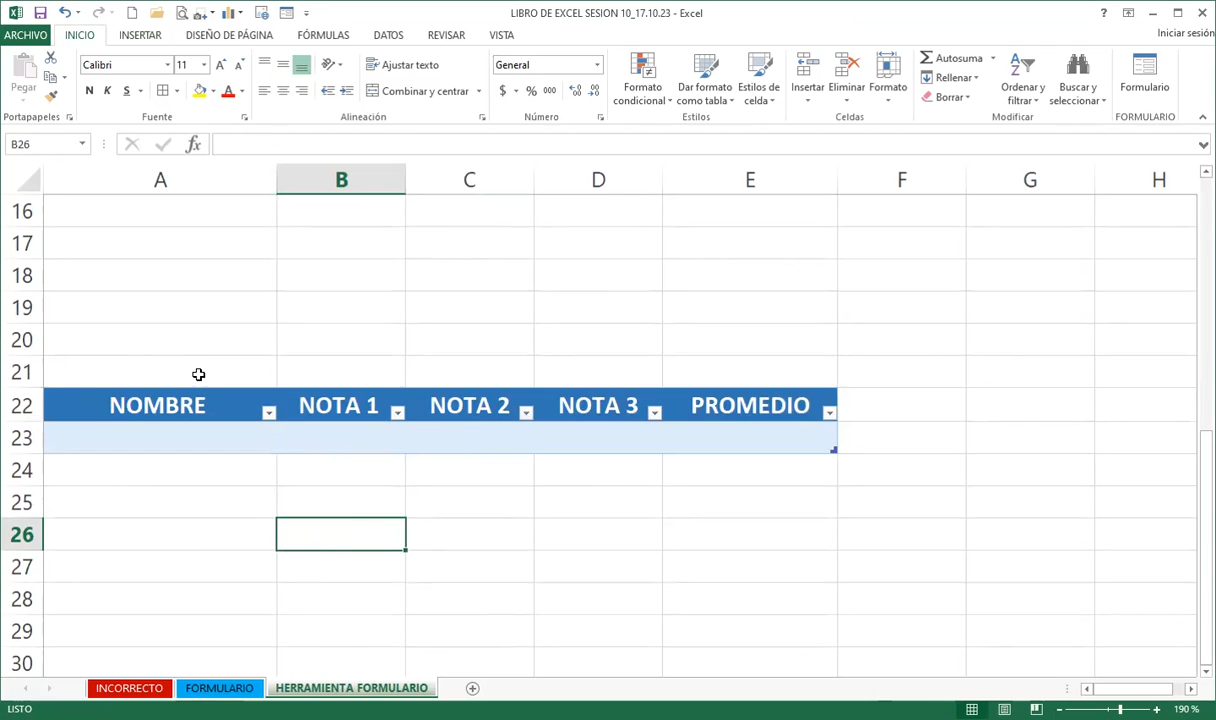 LIBRO DE EXCEL SESION 10_17.10.23 - Excel
ARCHIVO INICIO INSERTAR DISEÑO DE PÁGINA FÓRMULAS DATOS REVISAR VISTA Iniciar sesión
Calibri 11 Ajustar texto General Autosuma
Rellenar
Pegar N K S Combinar y centrar $ % 000 Formato condicional Dar formato como tabla Estilos de celda Insertar Eliminar Formato Borrar Ordenar y filtrar Buscar y seleccionar Formulario
Portapapeles Fuente Alineación Número Estilos Celdas Modificar FORMULARIO
B26 fx
A B C D E F G H
16
17
18
19
20
21
22 NOMBRE NOTA 1 NOTA 2 NOTA 3 PROMEDIO
23
24
25
26
27
28
29
30
INCORRECTO FORMULARIO HERRAMIENTA FORMULARIO
LISTO 190 %